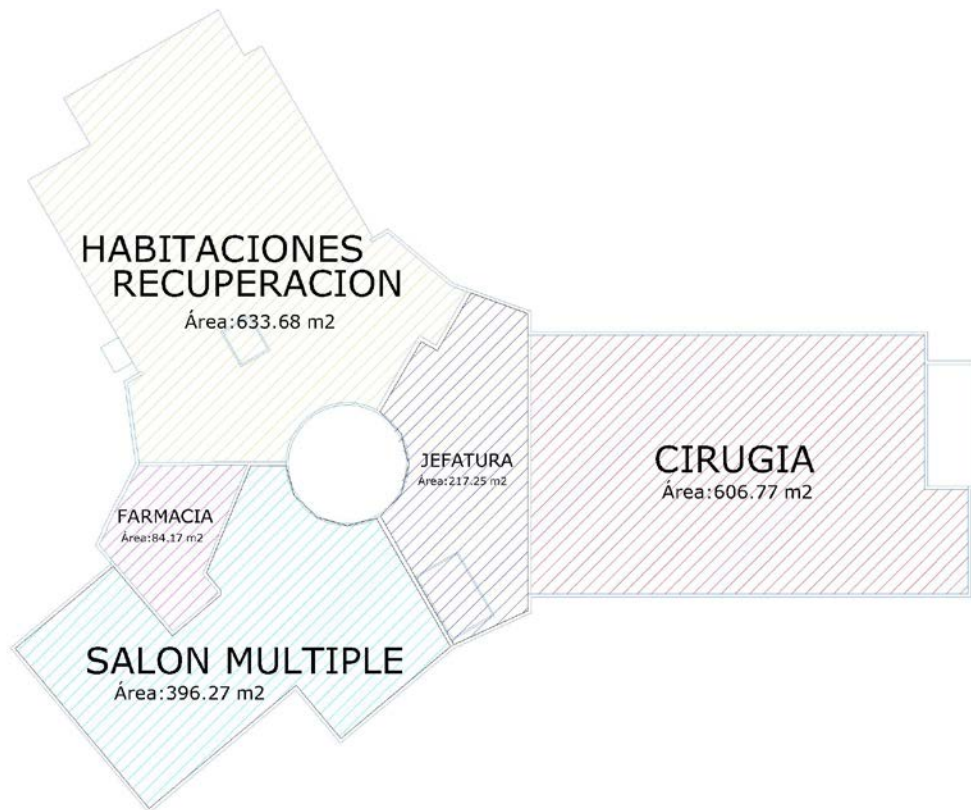 HABITACIONES
RECUPERACION
Área:633.68 m2
JEFATURA
Área:217.25 m2
CIRUGIA
Área:606.77 m2
FARMACIA
Área:84.17 m2
SALON MULTIPLE
Área:396.27 m2